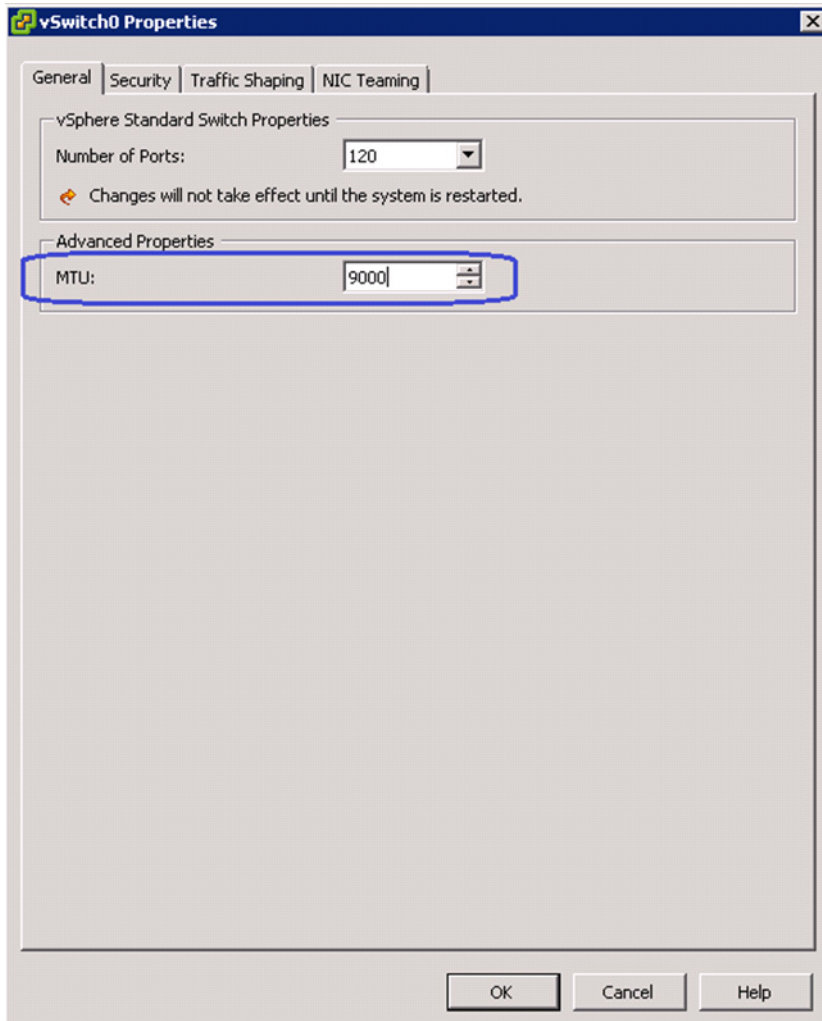 vSwitch0 Properties
General Security Traffic Shaping NIC Teaming
vSphere Standard Switch Properties
Number of Ports: 120
Changes will not take effect until the system is restarted.
Advanced Properties
MTU: 9000
OK Cancel Help